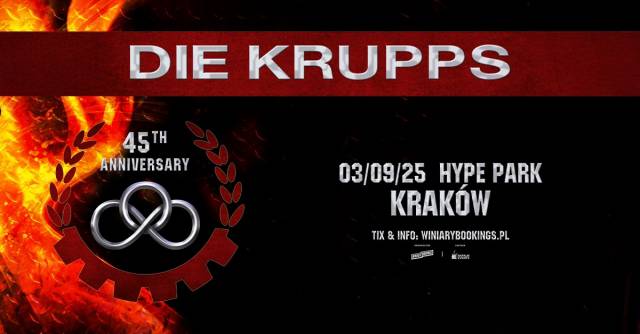 DIE KRUPPS
45TH
ANNIVERSARY
03/09/25 HYPE PARK
KRAKÓW
TIX & INFO: WINIARYBOOKINGS.PL